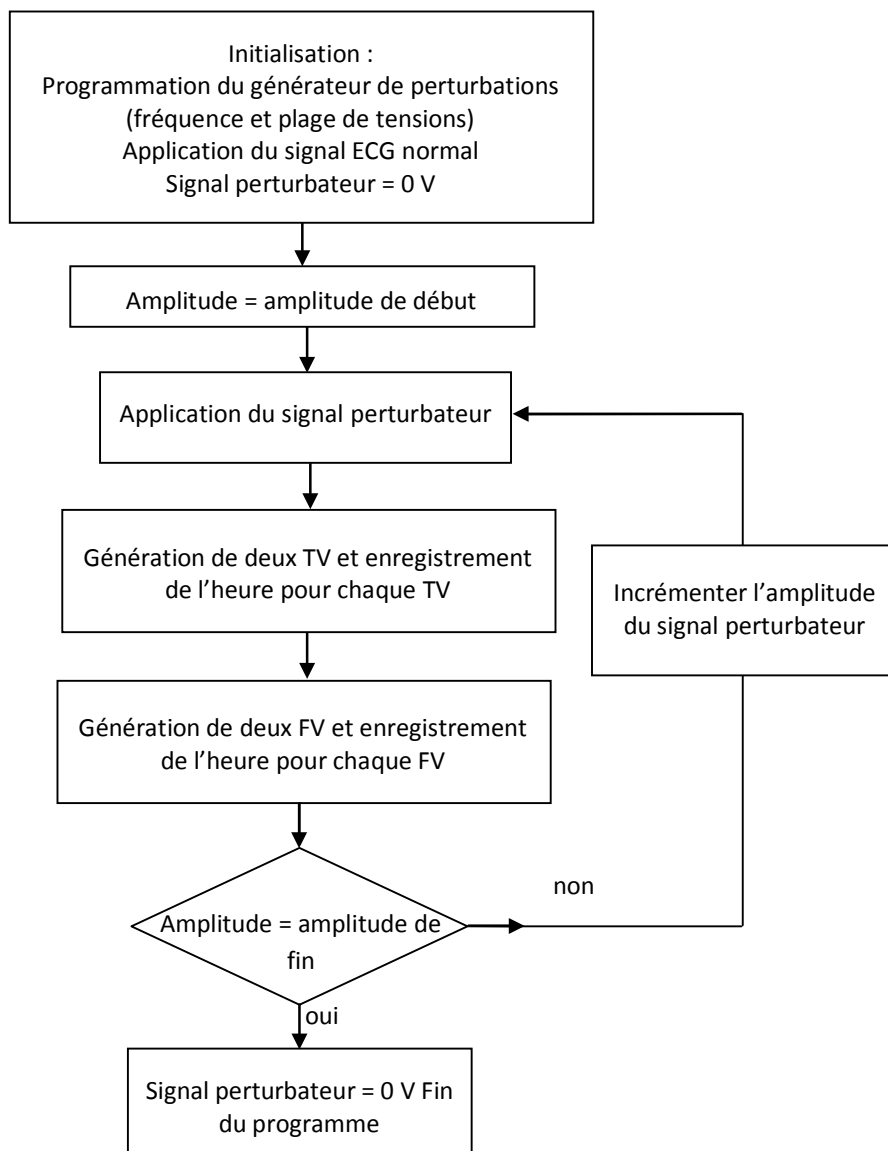 Initialisation :
Programmation du générateur de perturbations
(fréquence et plage de tensions)
Application du signal ECG normal
Signal perturbateur = 0 V
Amplitude = amplitude de début
Application du signal perturbateur
Génération de deux TV et enregistrement
de l’heure pour chaque TV
Incrémenter l’amplitude
du signal perturbateur
Génération de deux FV et enregistrement
de l’heure pour chaque FV
non
Amplitude = amplitude de
fin
oui
Signal perturbateur = 0 V Fin
du programme